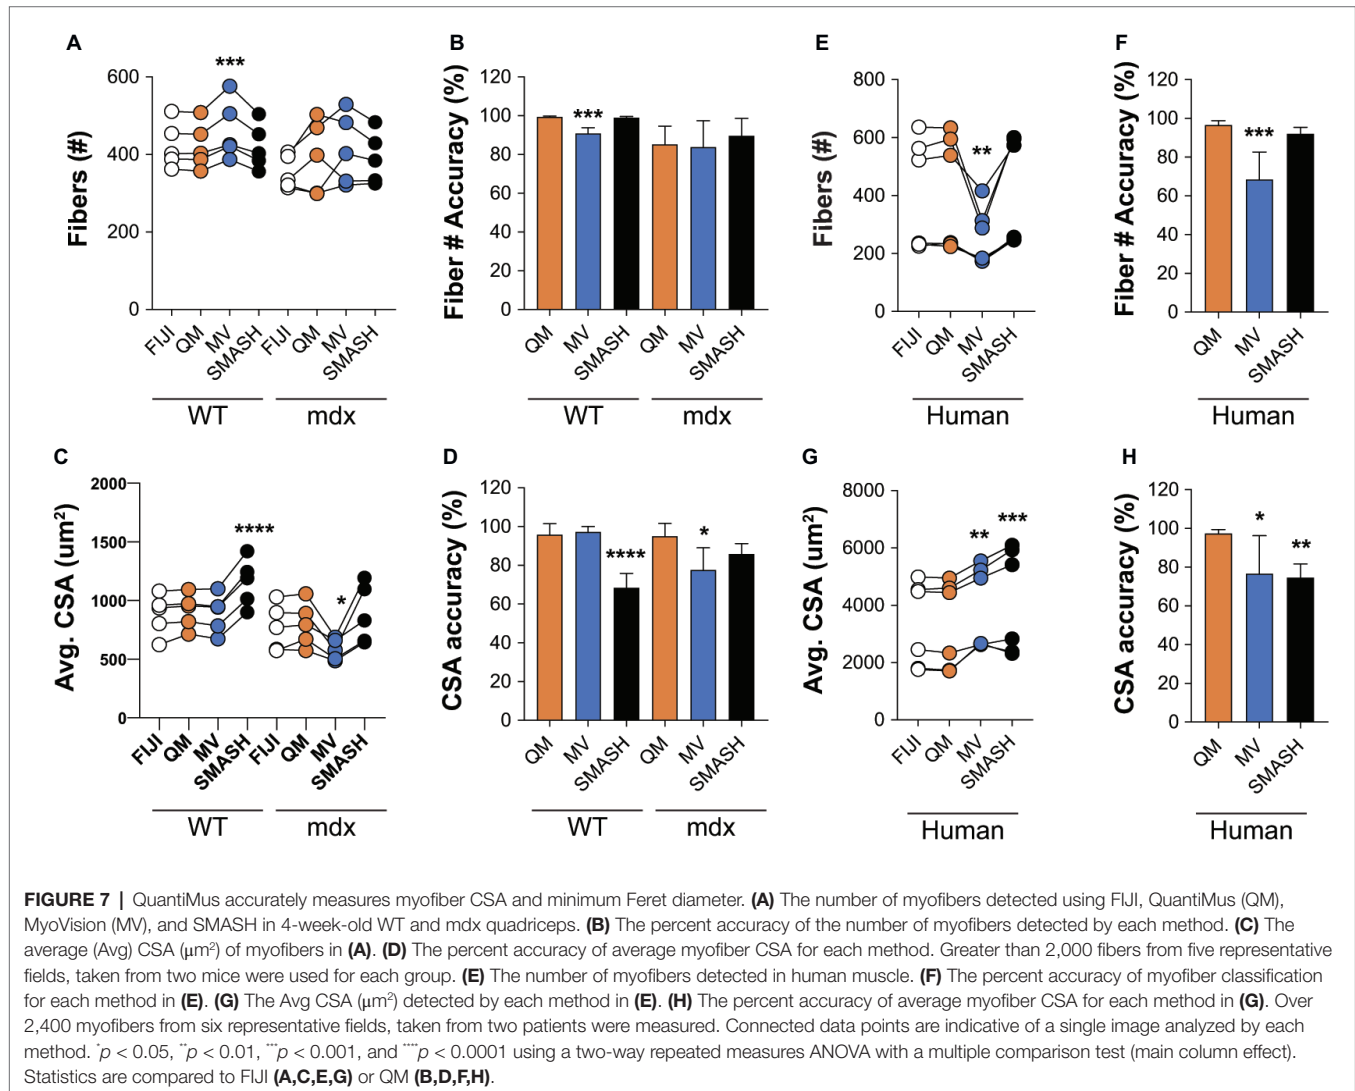 A
Fibers (#)
600
400
200
0
***
FIJI
QM
MV
SMASH
FIJI
QM
MV
SMASH
WT
mdx
B
Fiber # Accuracy (%)
120
100
80
60
40
20
0
***
QM
MV
SMASH
QM
MV
SMASH
WT
mdx
E
Fibers (#)
800
600
400
200
0
**
FIJI
QM
MV
SMASH
Human
F
Fiber # Accuracy (%)
120
100
80
60
40
20
0
***
QM
MV
SMASH
Human
C
Avg. CSA (um²)
2000
1500
1000
500
0
****
*
FIJI
QM
MV
SMASH
FIJI
QM
MV
SMASH
WT
mdx
D
CSA accuracy (%)
120
100
80
60
40
20
0
****
*
QM
MV
SMASH
QM
MV
SMASH
WT
mdx
G
Avg. CSA (um²)
8000
6000
4000
2000
0
**
***
FIJI
QM
MV
SMASH
Human
H
CSA accuracy (%)
120
100
80
60
40
20
0
*
**
QM
MV
SMASH
Human
FIGURE 7 | QuantiMus accurately measures myofiber CSA and minimum Feret diameter. (A) The number of myofibers detected using FIJI, QuantiMus (QM),
MyoVision (MV), and SMASH in 4-week-old WT and mdx quadriceps. (B) The percent accuracy of the number of myofibers detected by each method. (C) The
average (Avg) CSA (μm²) of myofibers in (A). (D) The percent accuracy of average myofiber CSA for each method. Greater than 2,000 fibers from five representative
fields, taken from two mice were used for each group. (E) The number of myofibers detected in human muscle. (F) The percent accuracy of myofiber classification
for each method in (E). (G) The Avg CSA (μm²) detected by each method in (E). (H) The percent accuracy of average myofiber CSA for each method in (G). Over
2,400 myofibers from six representative fields, taken from two patients were measured. Connected data points are indicative of a single image analyzed by each
method. *p < 0.05, **p < 0.01, ***p < 0.001, and ****p < 0.0001 using a two-way repeated measures ANOVA with a multiple comparison test (main column effect).
Statistics are compared to FIJI (A,C,E,G) or QM (B,D,F,H).